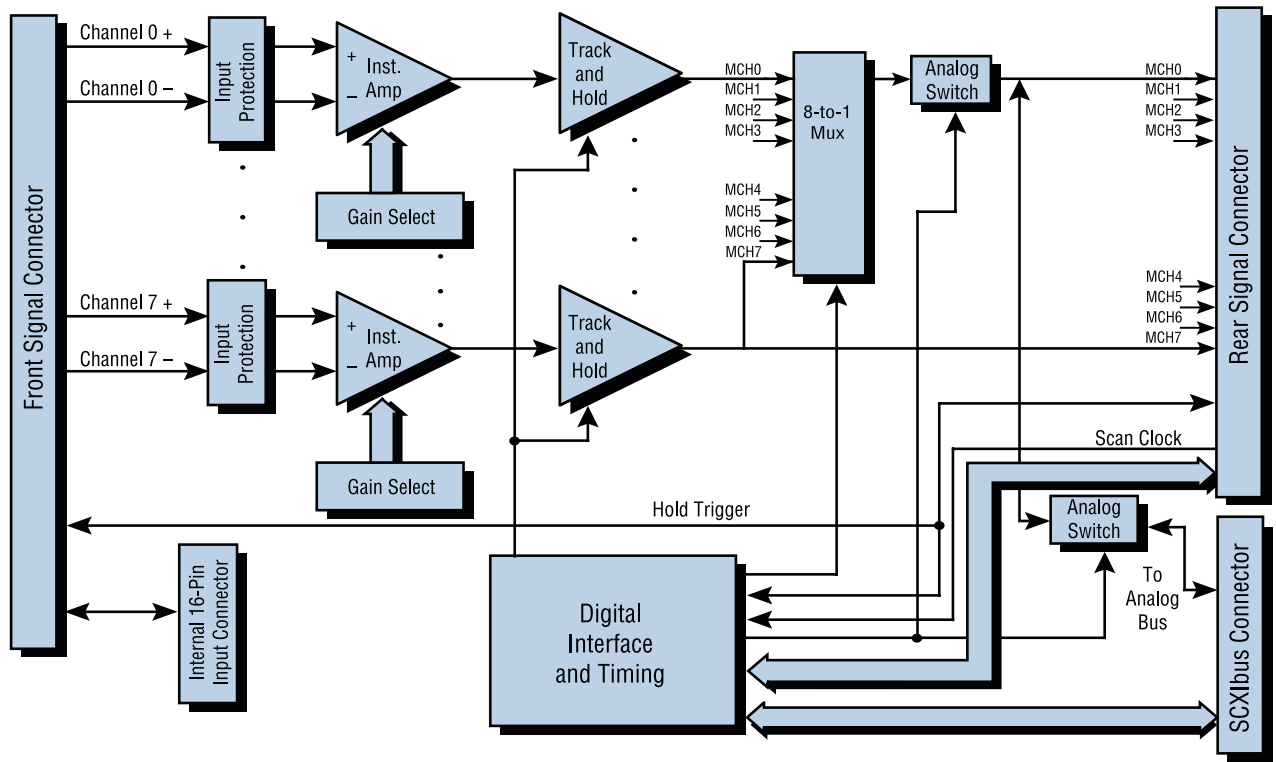 Front Signal Connector
Channel 0 +
Channel 0 –
Input
Protection
+
–
Inst.
Amp
Gain Select
Track
and
Hold
MCH0
MCH1
MCH2
MCH3
MCH4
MCH5
MCH6
MCH7
8-to-1
Mux
Analog
Switch
MCH0
MCH1
MCH2
MCH3
MCH4
MCH5
MCH6
MCH7
Rear Signal Connector
Channel 7 +
Channel 7 –
Input
Protection
+
–
Inst.
Amp
Gain Select
Track
and
Hold
Scan Clock
Hold Trigger
Analog
Switch
To
Analog
Bus
Internal 16-Pin
Input Connector
Digital
Interface
and Timing
SCXIbus Connector